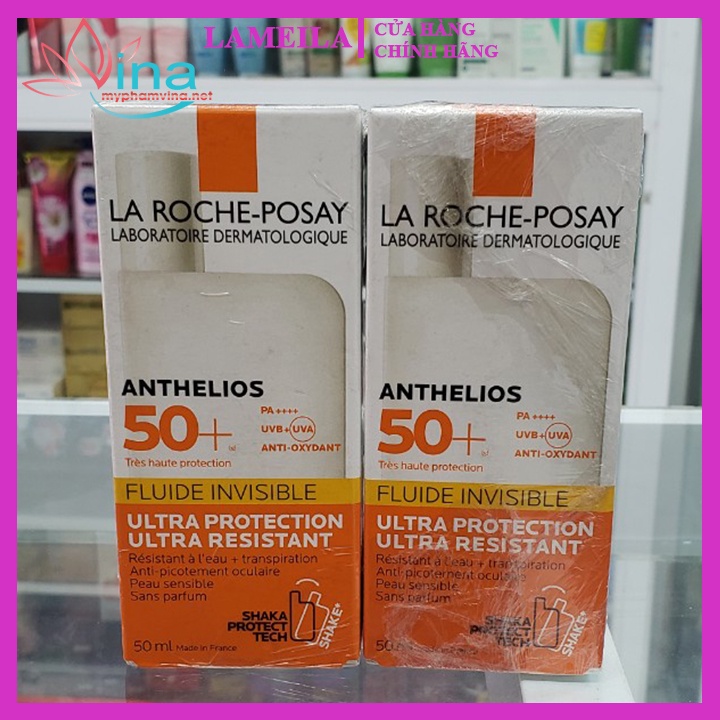 LAMEILA
CỬA HÀNG
CHÍNH HÃNG
Vina
myphamvina.net
LA ROCHE-POSAY
LABORATOIRE DERMATOLOGIQUE
ANTHELIOS
50+
PA ++++
UVB+UVA
ANTI-OXYDANT
Très haute protection
FLUIDE INVISIBLE
ULTRA PROTECTION
ULTRA RESISTANT
Résistant à l'eau + transpiration
Anti-picotement oculaire
Peau sensible
Sans parfum
SHAKA
PROTECT
TECH
SHAKE*
50 ml Made in France
LA ROCHE-POSAY
LABORATOIRE DERMATOLOGIQUE
ANTHELIOS
50+
PA ++++
UVB+UVA
ANTI-OXYDANT
Très haute protection
FLUIDE INVISIBLE
ULTRA PROTECTION
ULTRA RESISTANT
Résistant à l'eau + transpiration
Anti-picotement oculaire
Peau sensible
Sans parfum
SHAKA
PROTECT
TECH
SHAKE*